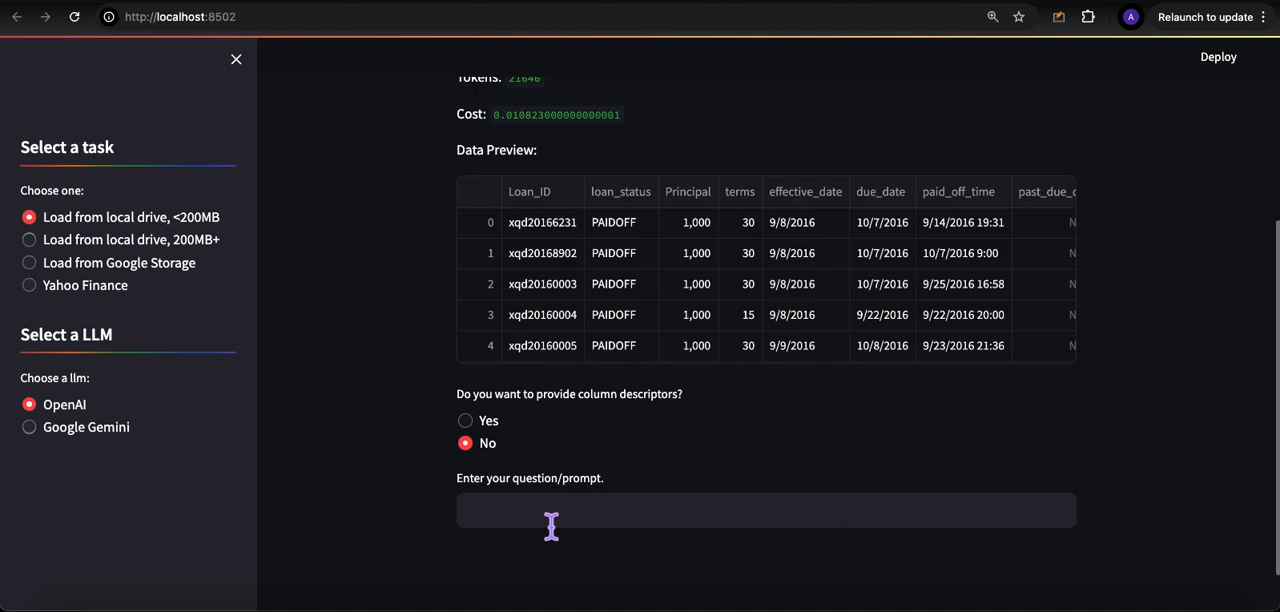 http://localhost:8502
A
Relaunch to update
Deploy
Select a task
Choose one:
Load from local drive, <200MB
Load from local drive, 200MB+
Load from Google Storage
Yahoo Finance
Select a LLM
Choose a llm:
OpenAI
Google Gemini
Tokens: 21646
Cost: 0.010823000000000001
Data Preview:
Loan_ID loan_status Principal terms effective_date due_date paid_off_time past_due_
0 xqd20166231 PAIDOFF 1,000 30 9/8/2016 10/7/2016 9/14/2016 19:31 N
1 xqd20168902 PAIDOFF 1,000 30 9/8/2016 10/7/2016 10/7/2016 9:00 N
2 xqd20160003 PAIDOFF 1,000 30 9/8/2016 10/7/2016 9/25/2016 16:58 N
3 xqd20160004 PAIDOFF 1,000 15 9/8/2016 9/22/2016 9/22/2016 20:00 N
4 xqd20160005 PAIDOFF 1,000 30 9/9/2016 10/8/2016 9/23/2016 21:36 N
Do you want to provide column descriptors?
Yes
No
Enter your question/prompt.